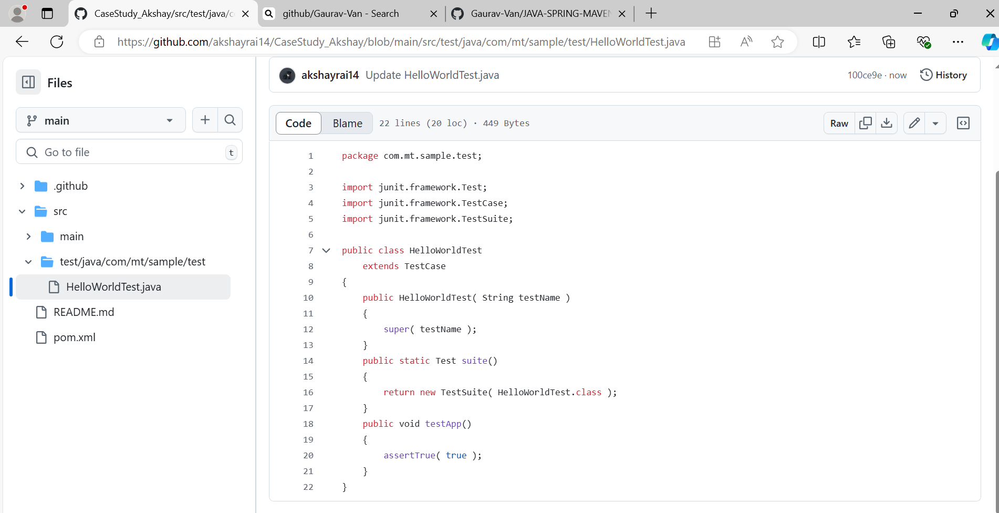 CaseStudy_Akshay/src/test/java/c
github/Gaurav-Van - Search
Gaurav-Van/JAVA-SPRING-MAVEN
https://github.com/akshayrai14/CaseStudy_Akshay/blob/main/src/test/java/com/mt/sample/test/HelloWorldTest.java
Files
main
Go to file
t
.github
src
main
test/java/com/mt/sample/test
HelloWorldTest.java
README.md
pom.xml
akshayrai14 Update HelloWorldTest.java
100ce9e · now
History
Code
Blame
22 lines (20 loc) · 449 Bytes
Raw
1 package com.mt.sample.test;
2
3 import junit.framework.Test;
4 import junit.framework.TestCase;
5 import junit.framework.TestSuite;
6
7 public class HelloWorldTest
8 extends TestCase
9 {
10 public HelloWorldTest( String testName )
11 {
12 super( testName );
13 }
14 public static Test suite()
15 {
16 return new TestSuite( HelloWorldTest.class );
17 }
18 public void testApp()
19 {
20 assertTrue( true );
21 }
22 }